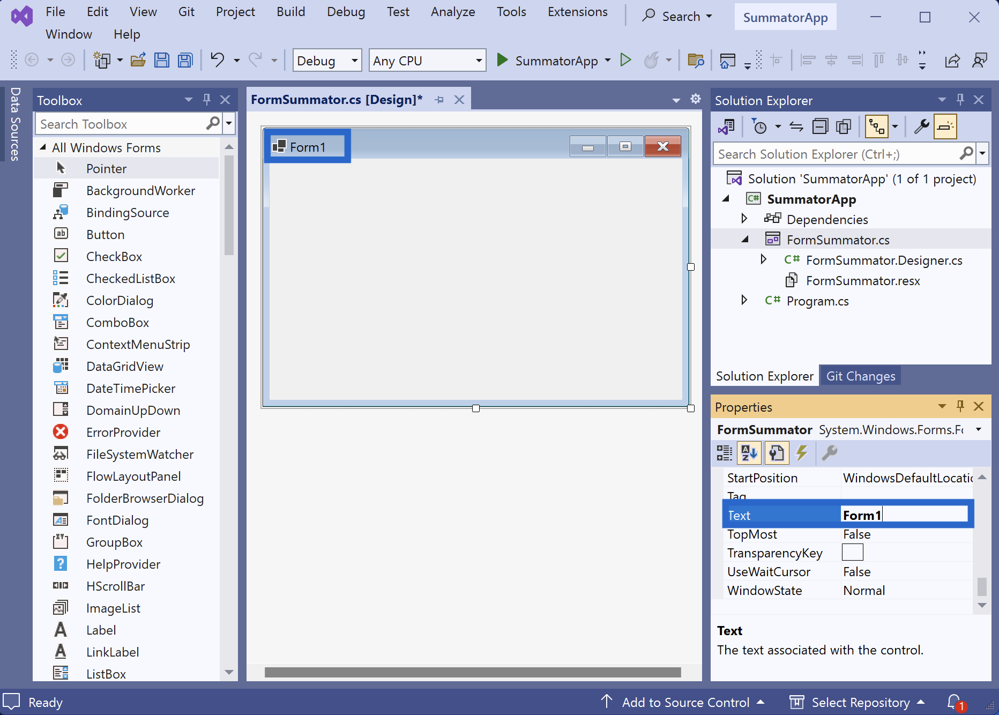 File Edit View Git Project Build Debug Test Analyze Tools Extensions Search SummatorApp
Window Help
Debug Any CPU SummatorApp
Data Sources
Toolbox
Search Toolbox
All Windows Forms
Pointer
BackgroundWorker
BindingSource
Button
CheckBox
CheckedListBox
ColorDialog
ComboBox
ContextMenuStrip
DataGridView
DateTimePicker
DomainUpDown
ErrorProvider
FileSystemWatcher
FlowLayoutPanel
FolderBrowserDialog
FontDialog
GroupBox
HelpProvider
HScrollBar
ImageList
Label
LinkLabel
ListBox
FormSummator.cs [Design]*
Form1
Solution Explorer
Search Solution Explorer (Ctrl+;)
Solution 'SummatorApp' (1 of 1 project)
C# SummatorApp
Dependencies
FormSummator.cs
C# FormSummator.Designer.cs
FormSummator.resx
C# Program.cs
Solution Explorer Git Changes
Properties
FormSummator System.Windows.Forms.Fo
StartPosition WindowsDefaultLocatio
Tag
Text Form1
TopMost False
TransparencyKey
UseWaitCursor False
WindowState Normal
Text
The text associated with the control.
Ready Add to Source Control Select Repository 1